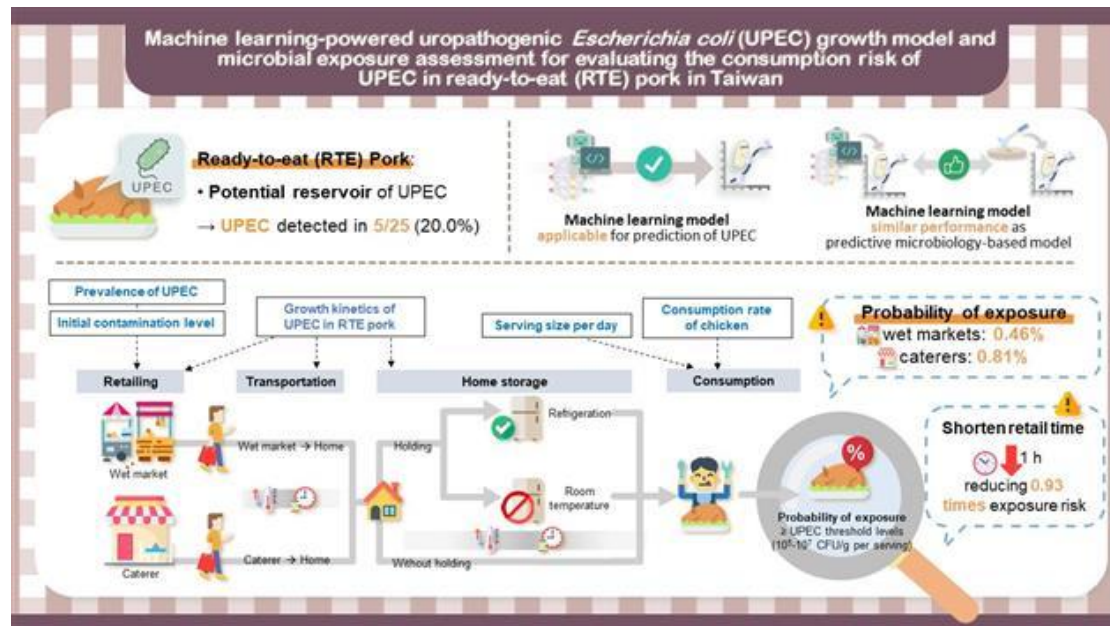 Machine learning-powered uropathogenic Escherichia coli (UPEC) growth model and
microbial exposure assessment for evaluating the consumption risk of
UPEC in ready-to-eat (RTE) pork in Taiwan
UPEC
Ready-to-eat (RTE) Pork:
• Potential reservoir of UPEC
→ UPEC detected in 5/25 (20.0%)
Machine learning model
applicable for prediction of UPEC
Machine learning model
similar performance as
predictive microbiology-based model
Prevalence of UPEC
Initial contamination level
Growth kinetics of
UPEC in RTE pork
Serving size per day
Consumption rate
of chicken
Probability of exposure
wet markets: 0.46%
caterers: 0.81%
Retailing
Transportation
Home storage
Consumption
Wet market
Wet market → Home
Holding
Refrigeration
Room
temperature
Caterer
Caterer → Home
Without holding
%
Probability of exposure
≥ UPEC threshold levels
CFU/g per serving)
Shorten retail time
1 h
reducing 0.93
times exposure risk